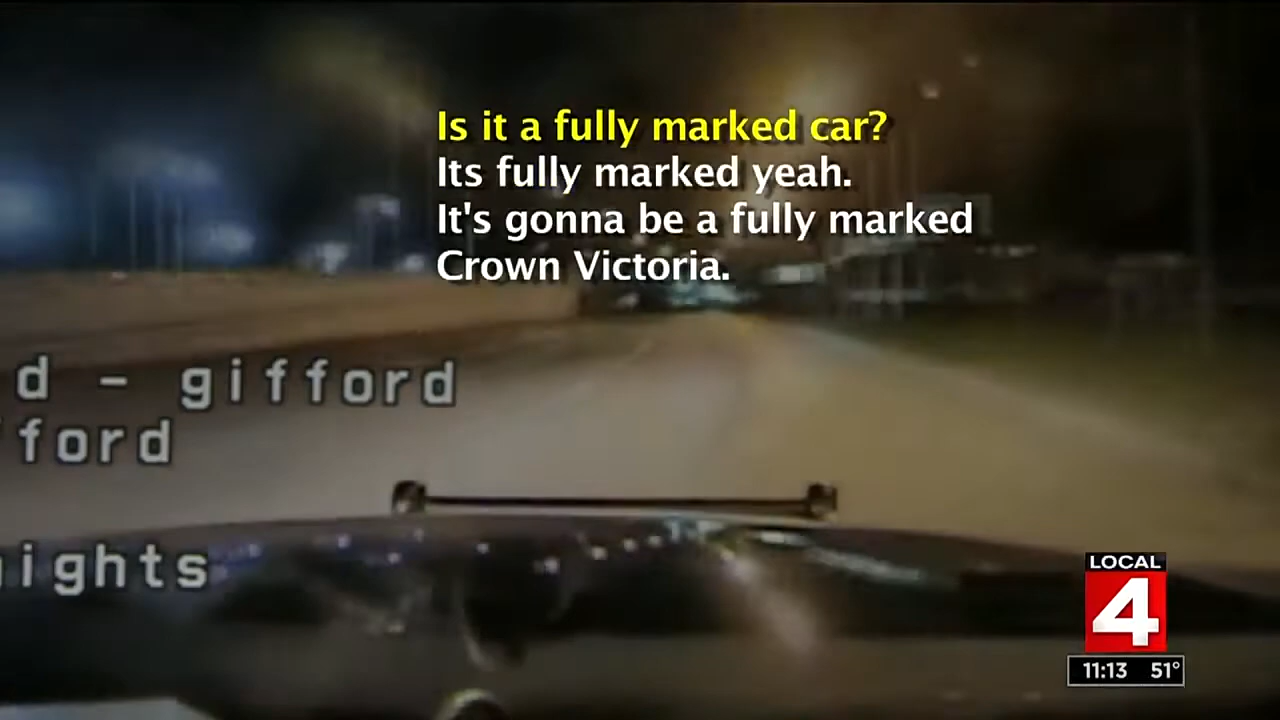 Is it a fully marked car?
Its fully marked yeah.
It's gonna be a fully marked
Crown Victoria.
d - gifford
ford
ights
LOCAL
4
11:13 51°